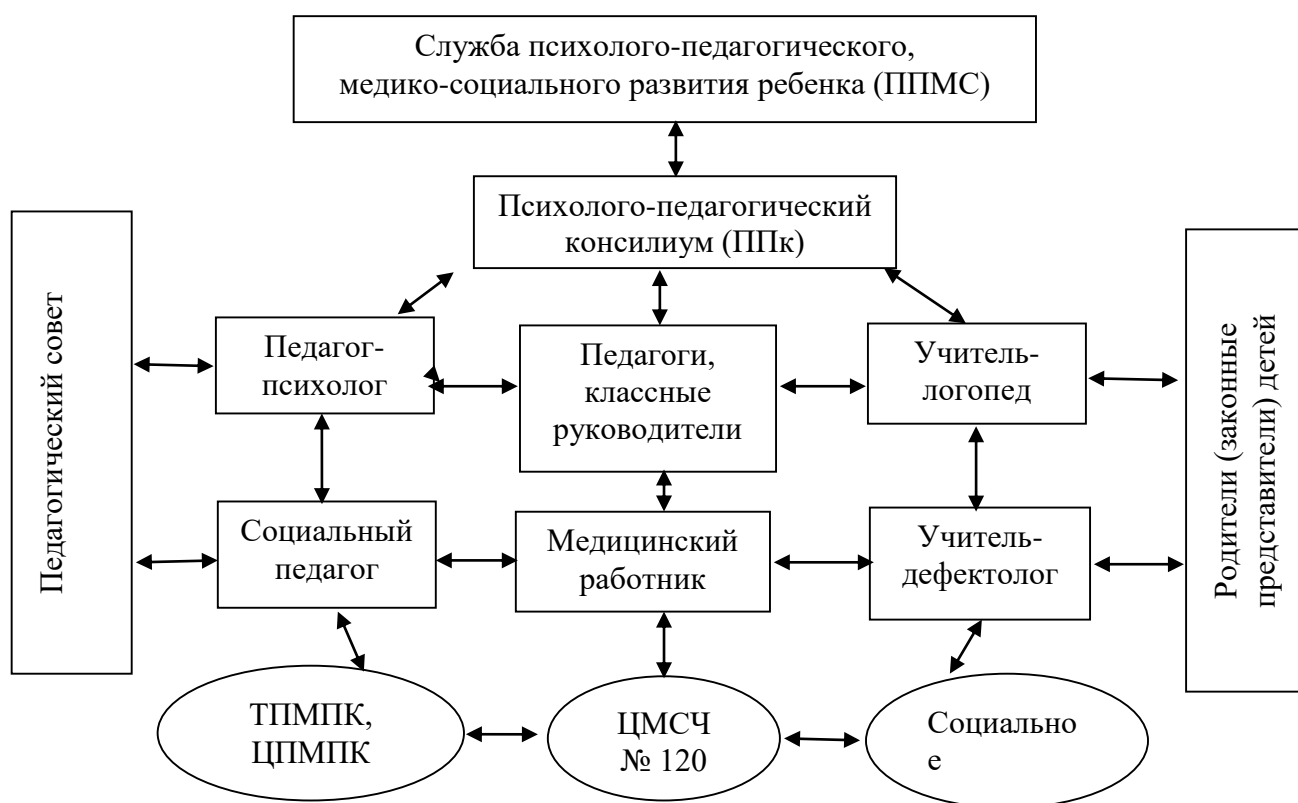 Служба психолого-педагогического,
медико-социального развития ребенка (ППМС)
Психолого-педагогический
консилиум (ППк)
Педагогический совет
Педагог-
психолог
Педагоги,
классные
руководители
Учитель-
логопед
Родители (законные
представители) детей
Социальный
педагог
Медицинский
работник
Учитель-
дефектолог
ТПМПК,
ЦПМПК
ЦМСЧ
№ 120
Социально
е